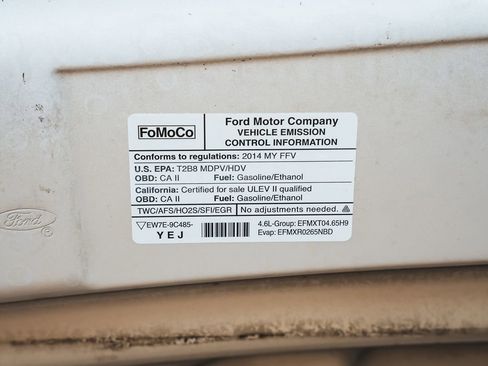 FoMoCo
Ford Motor Company
VEHICLE EMISSION
CONTROL INFORMATION
Conforms to regulations: 2014 MY FFV
U.S. EPA: T2B8 MDPV/HDV
OBD: CA II Fuel: Gasoline/Ethanol
California: Certified for sale ULEV II qualified
OBD: CA II Fuel: Gasoline/Ethanol
TWC/AFS/HO2S/SFI/EGR No adjustments needed.
EW7E-9C485-
YEJ
4.6L-Group: EFMXT04.65H9
Evap: EFMXR0265NBD
Ford